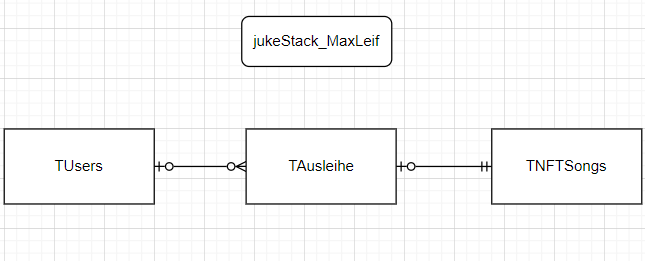 jukeStack_MaxLeif
TUsers
TAusleihe
TNFTSongs